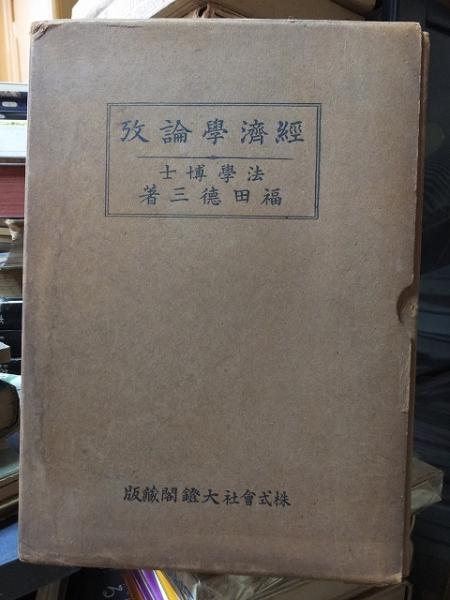 經濟學論攷
法學博士
福田德三著
株式會社大鐙閣藏版